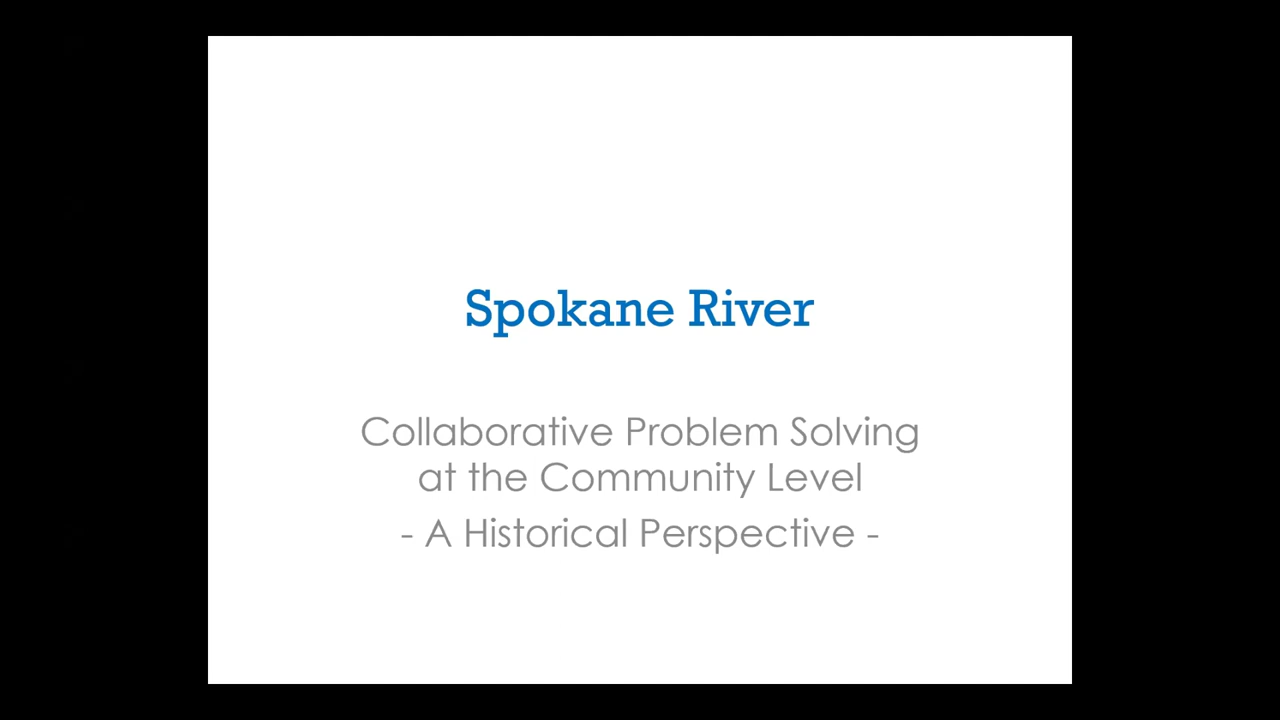 Spokane River
Collaborative Problem Solving
at the Community Level
- A Historical Perspective -